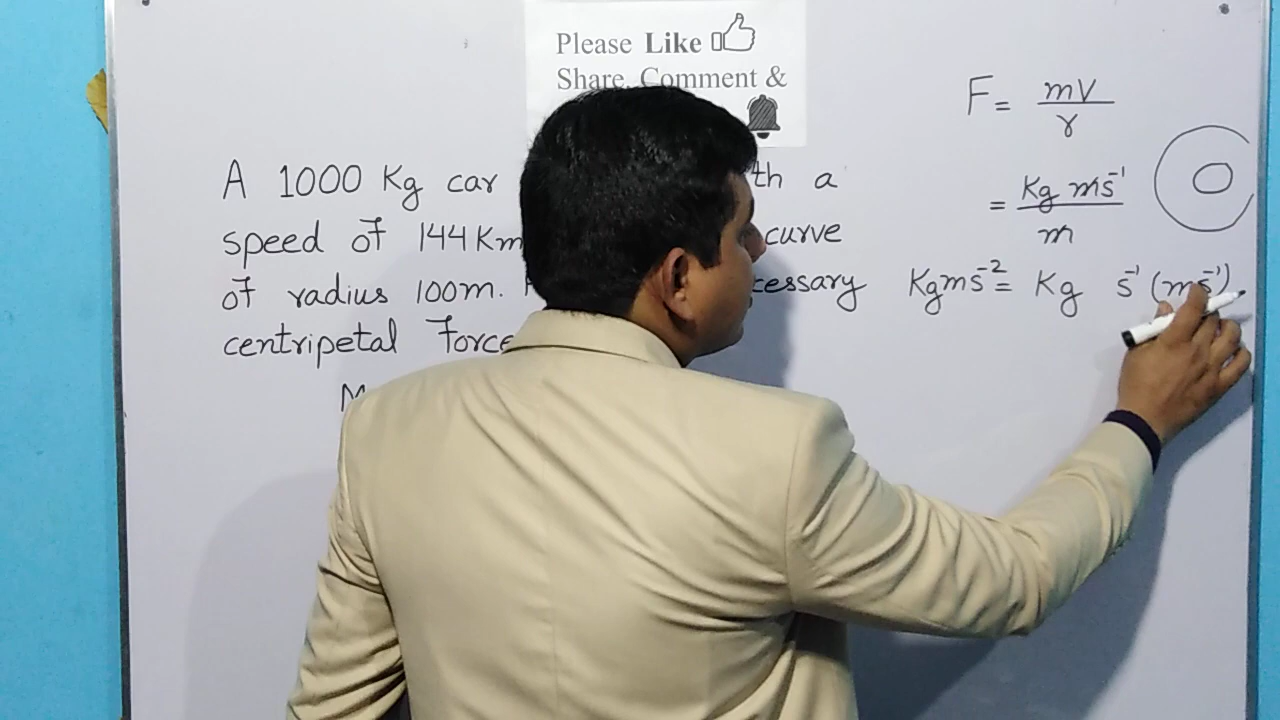 Please Like
Share, Comment &
A 1000 Kg car th a
speed of 144 Km curve
of radius 100m. cessary
centripetal Force
M
F = mV / r
= Kg ms⁻¹ / m
Kgms⁻² = Kg s⁻¹ (ms⁻¹)